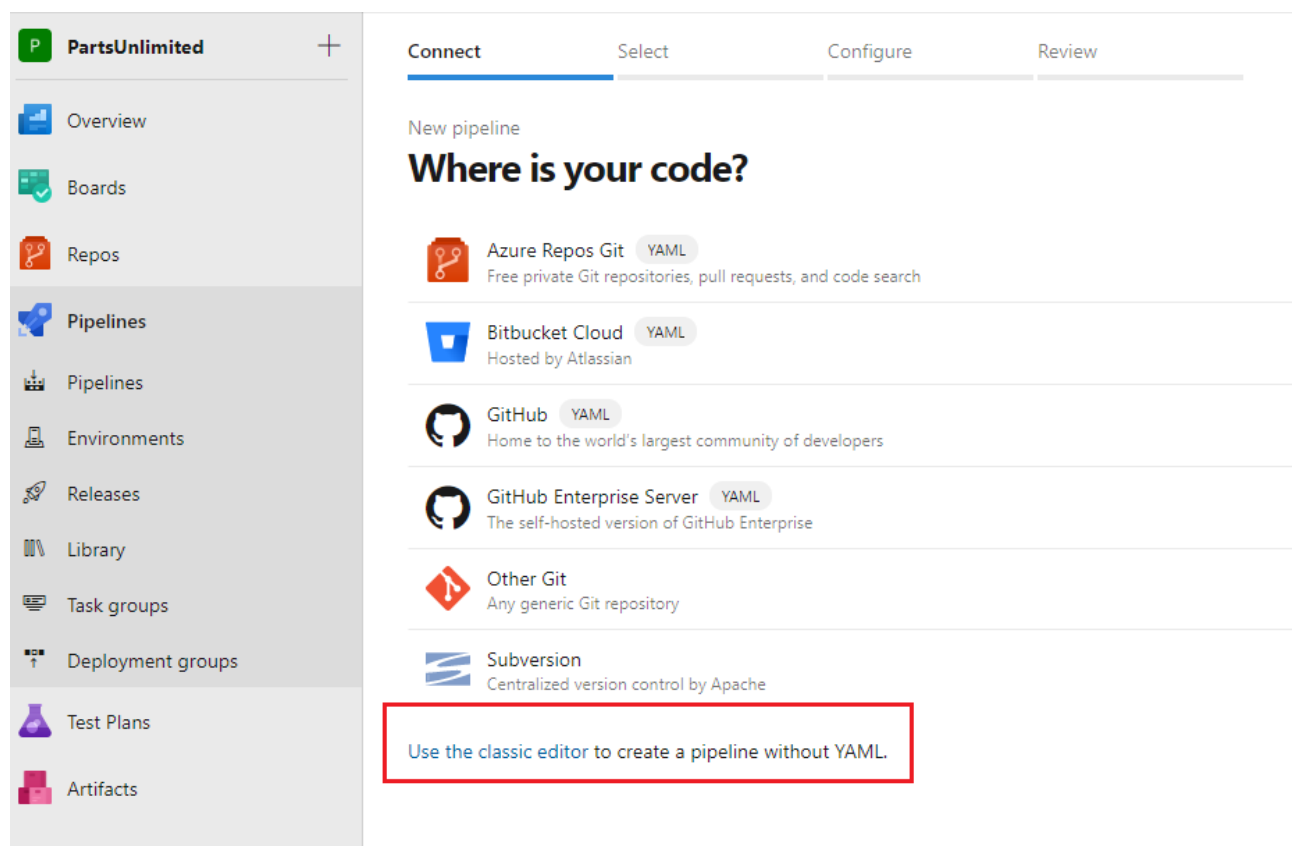 P PartsUnlimited
Overview
Boards
Repos
Pipelines
Pipelines
Environments
Releases
Library
Task groups
Deployment groups
Test Plans
Artifacts
Connect Select Configure Review
New pipeline
Where is your code?
Azure Repos Git YAML
Free private Git repositories, pull requests, and code search
Bitbucket Cloud YAML
Hosted by Atlassian
GitHub YAML
Home to the world's largest community of developers
GitHub Enterprise Server YAML
The self-hosted version of GitHub Enterprise
Other Git
Any generic Git repository
Subversion
Centralized version control by Apache
Use the classic editor to create a pipeline without YAML.